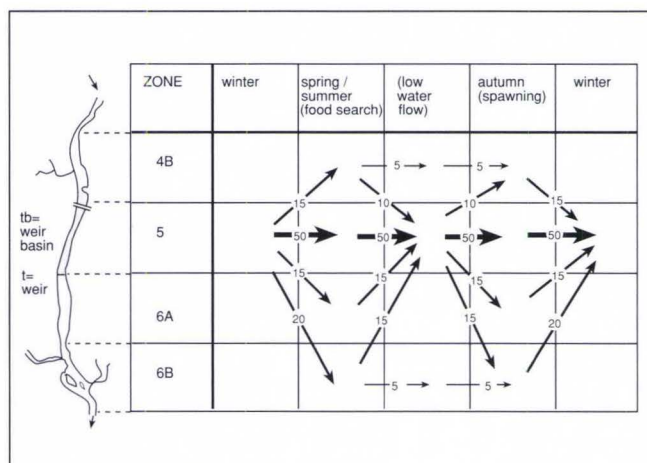 ZONE
winter
spring /
summer
(food search)
(low
water
flow)
autumn
(spawning)
winter
4B
5
5
15
10
10
15
tb=
weir
basin
5
50
50
50
50
t=
weir
15
15
15
15
6A
20
15
15
20
6B
5
5